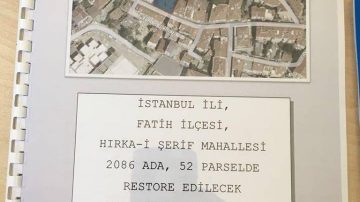 İSTANBUL İLİ,
FATİH İLÇESİ,
HIRKA-İ ŞERİF MAHALLESİ
2086 ADA, 52 PARSELDE
RESTORE EDİLECEK